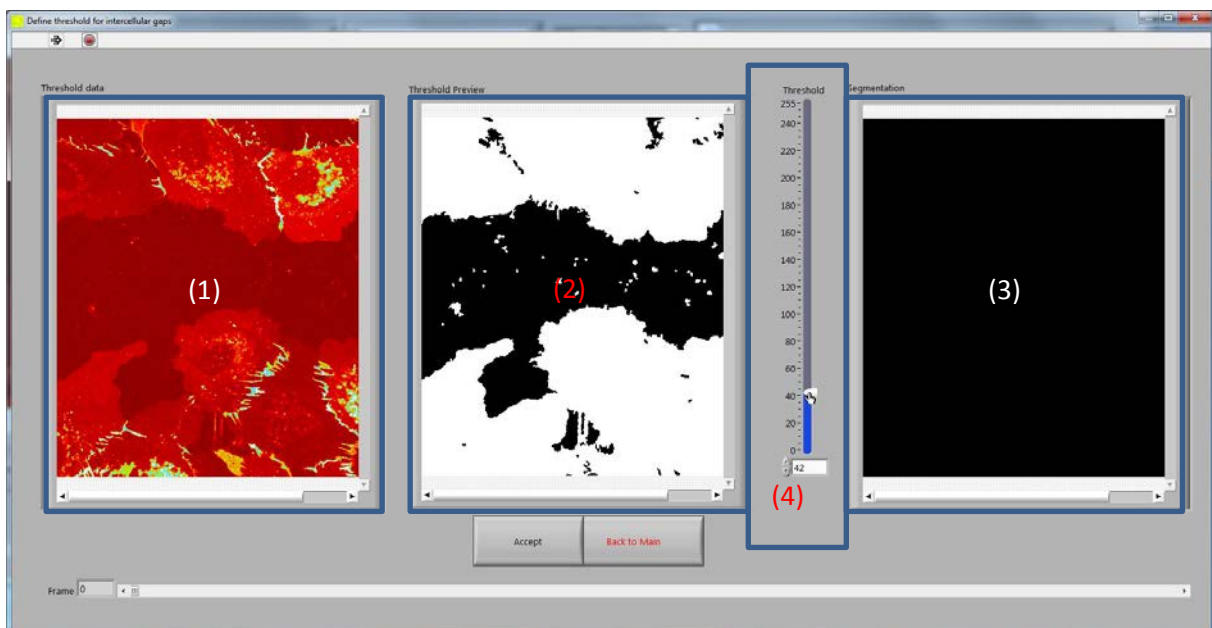 Define threshold for intercellular gaps
Threshold data
Threshold Preview
Threshold
Segmentation
255
240
220
200
180
160
140
120
100
80
60
40
20
0
42
(1)
(2)
(3)
(4)
Accept
Back to Main
Frame 0